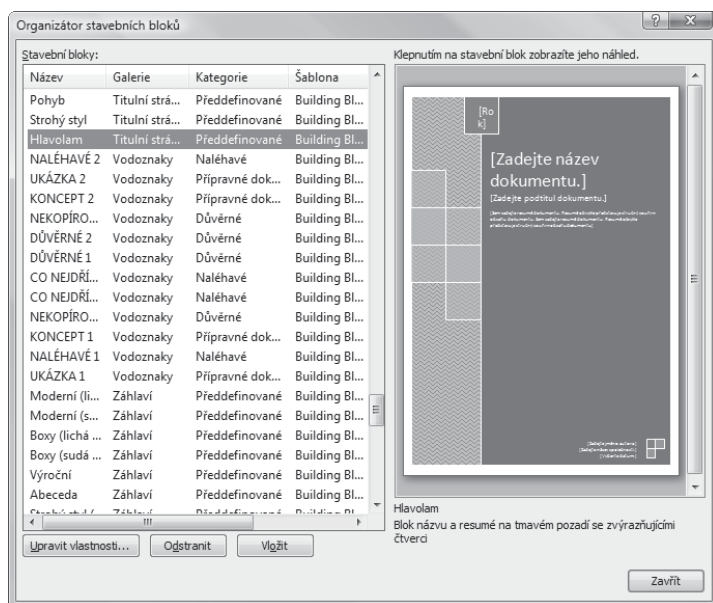 Organizátor stavebních bloků
Stavební bloky:
Klepnutím na stavební blok zobrazíte jeho náhled.
Název Galerie Kategorie Šablona
Pohyb Titulní strá... Předdefinované Building Bl...
Strohý styl Titulní strá... Předdefinované Building Bl...
Hlavolam Titulní strá... Předdefinované Building Bl...
NALÉHAVÉ 2 Vodoznaky Naléhavé Building Bl...
UKÁZKA 2 Vodoznaky Přípravné dok... Building Bl...
KONCEPT 2 Vodoznaky Přípravné dok... Building Bl...
NEKOPÍRO... Vodoznaky Důvěrné Building Bl...
DŮVĚRNÉ 2 Vodoznaky Důvěrné Building Bl...
DŮVĚRNÉ 1 Vodoznaky Důvěrné Building Bl...
CO NEJDŘÍ... Vodoznaky Naléhavé Building Bl...
CO NEJDŘÍ... Vodoznaky Naléhavé Building Bl...
NEKOPÍRO... Vodoznaky Důvěrné Building Bl...
KONCEPT 1 Vodoznaky Přípravné dok... Building Bl...
NALÉHAVÉ 1 Vodoznaky Naléhavé Building Bl...
UKÁZKA 1 Vodoznaky Přípravné dok... Building Bl...
Moderní (li... Záhlaví Předdefinované Building Bl...
Moderní (s... Záhlaví Předdefinované Building Bl...
Boxy (lichá ... Záhlaví Předdefinované Building Bl...
Boxy (sudá ... Záhlaví Předdefinované Building Bl...
Výroční Záhlaví Předdefinované Building Bl...
Abeceda Záhlaví Předdefinované Building Bl...
Upravit vlastnosti... Odstranit Vložit
[Ro
k]
[Zadejte název
dokumentu.]
[Zadejte podtitul dokumentu.]
Hlavolam
Blok názvu a resumé na tmavém pozadí se zvýrazňujícími
čtverci
Zavřít